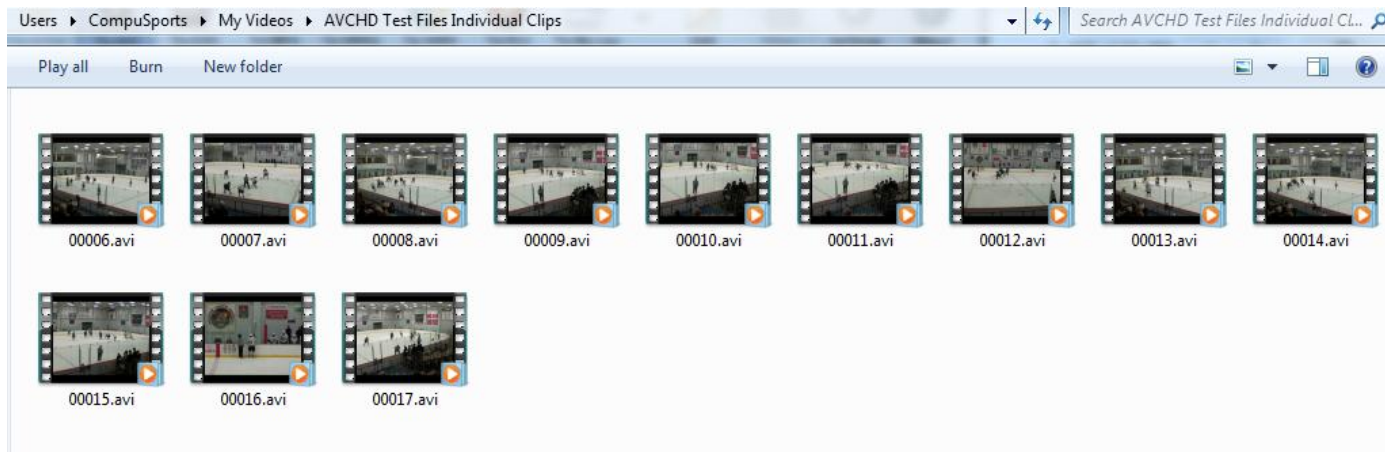 Users ▸ CompuSports ▸ My Videos ▸ AVCHD Test Files Individual Clips Search AVCHD Test Files Individual Cl...
Play all Burn New folder
00006.avi 00007.avi 00008.avi 00009.avi 00010.avi 00011.avi 00012.avi 00013.avi 00014.avi
00015.avi 00016.avi 00017.avi